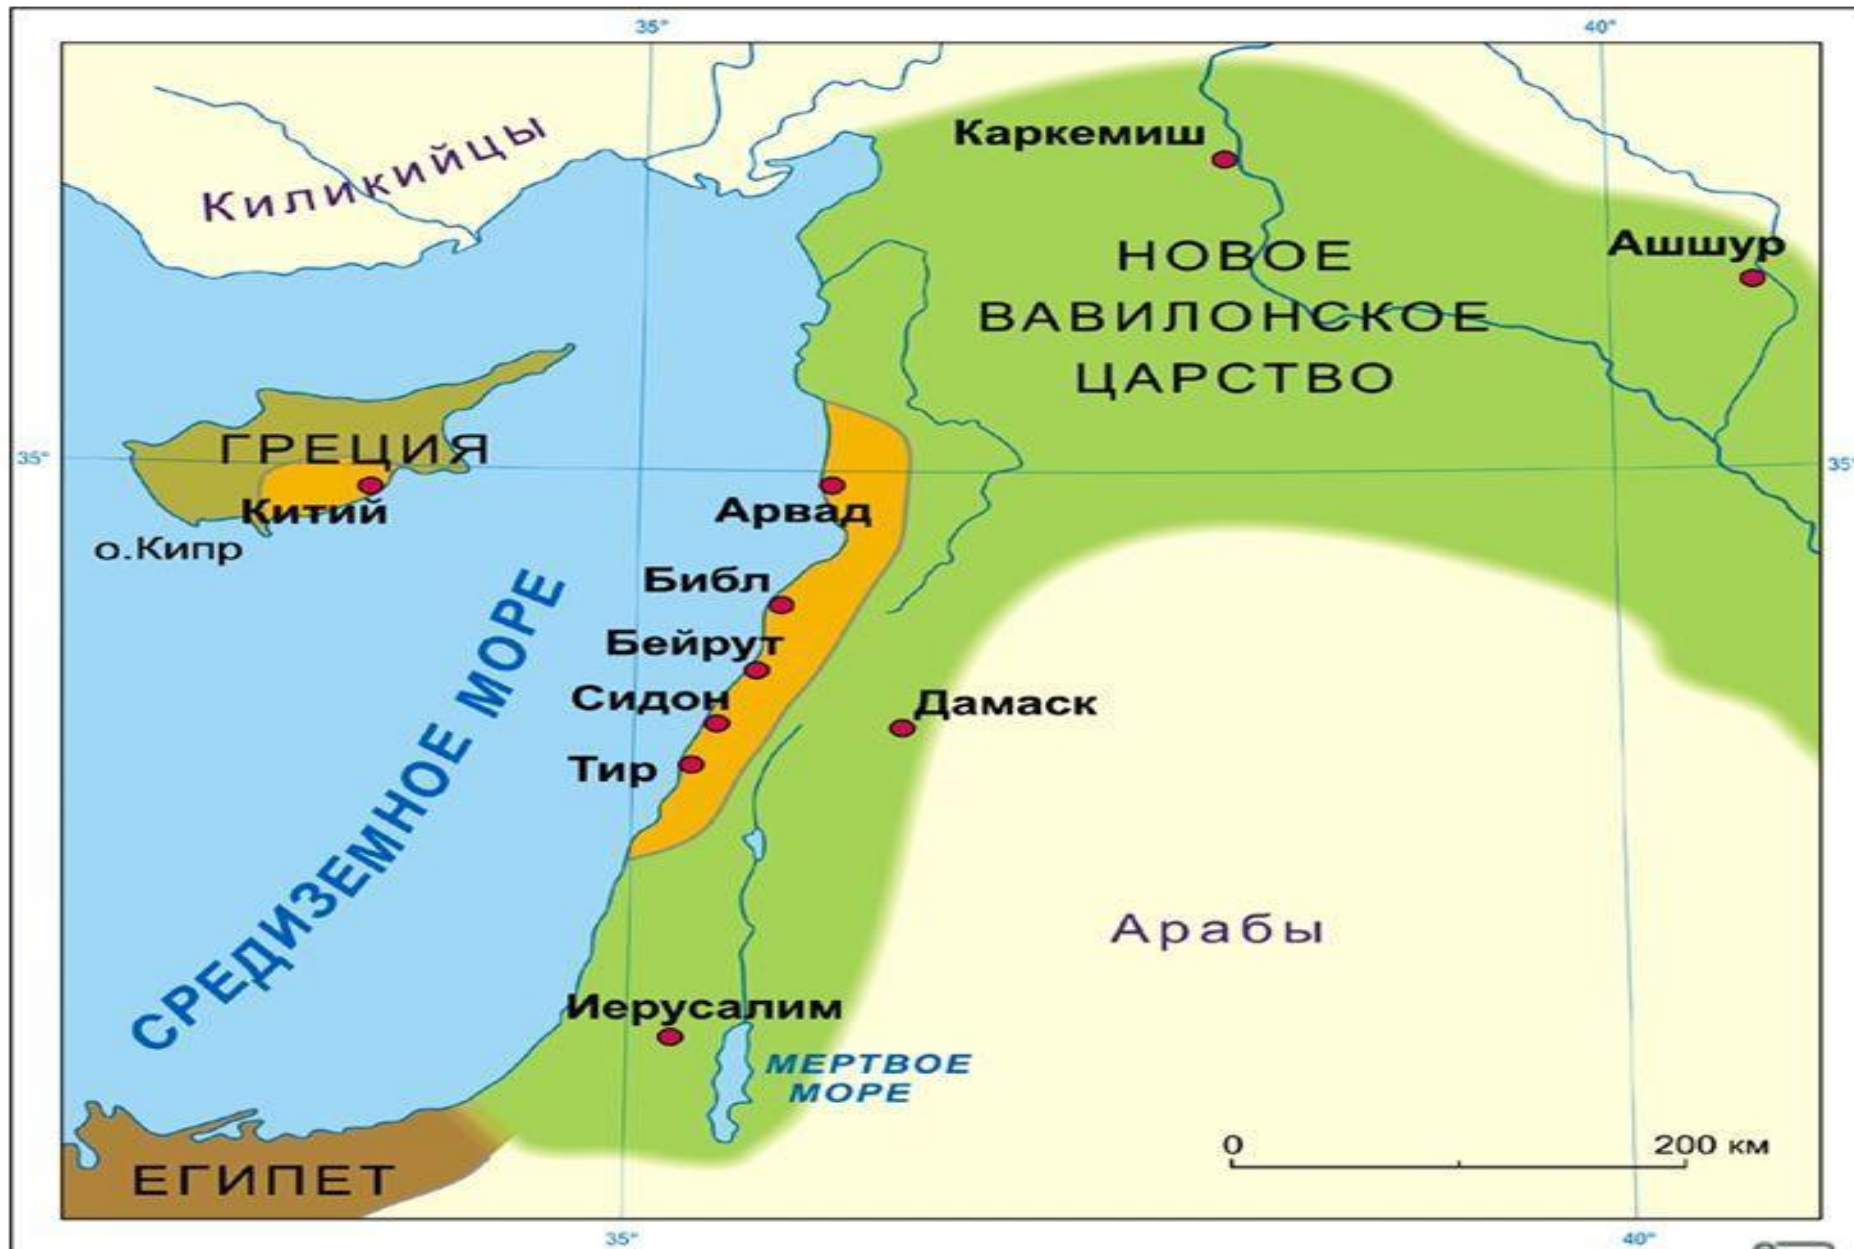 35°
40°
Киликийцы
Каркемиш
Ашшур
НОВОЕ
ВАВИЛОНСКОЕ
ЦАРСТВО
35°
ГРЕЦИЯ
35°
Китий
о.Кипр
Арвад
Библ
Бейрут
Сидон
Тир
Дамаск
СРЕДИЗЕМНОЕ МОРЕ
Арабы
Иерусалим
МЕРТВОЕ
МОРЕ
ЕГИПЕТ
0 200 км
35°
40°